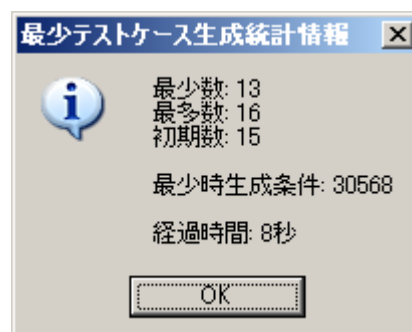 最少テストケース生成統計情報
最少数: 13
最多数: 16
初期数: 15
最少時生成条件: 30568
経過時間: 8秒
OK